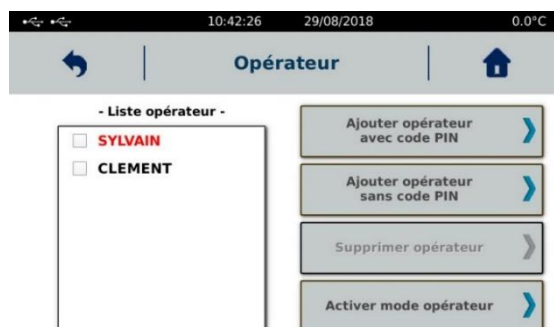 10:42:26 29/08/2018 0.0°C
Opérateur
- Liste opérateur -
SYLVAIN
CLEMENT
Ajouter opérateur
avec code PIN
Ajouter opérateur
sans code PIN
Supprimer opérateur
Activer mode opérateur